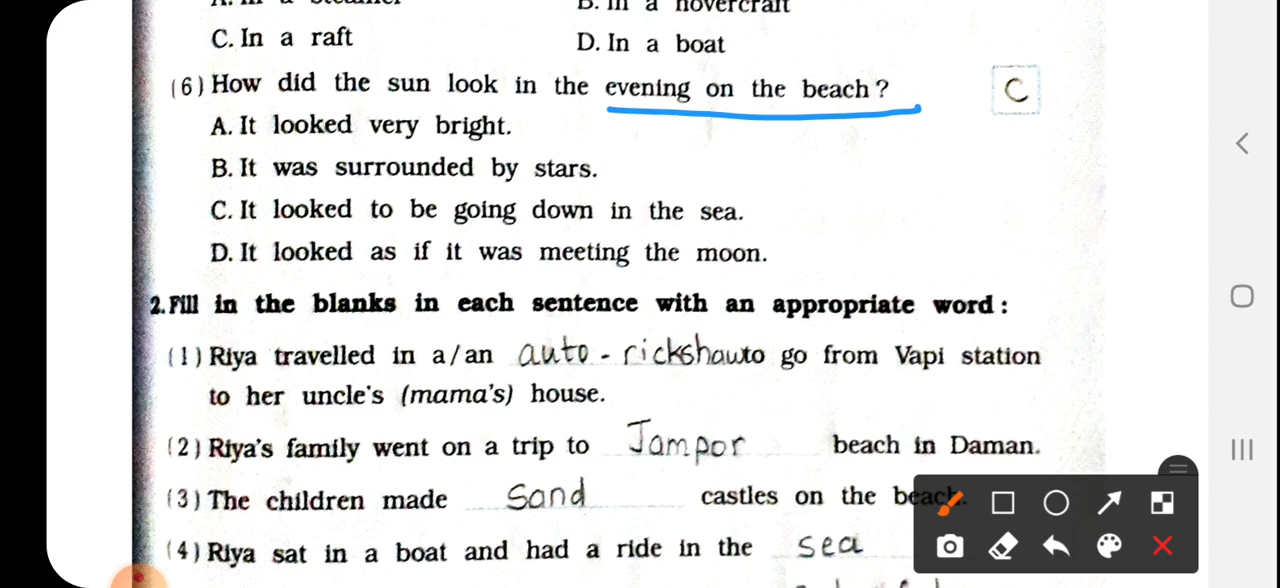 C. In a raft D. In a boat
(6) How did the sun look in the evening on the beach? C
A. It looked very bright.
B. It was surrounded by stars.
C. It looked to be going down in the sea.
D. It looked as if it was meeting the moon.
2. Fill in the blanks in each sentence with an appropriate word :
(1) Riya travelled in a/an auto-rickshaw to go from Vapi station
to her uncle's (mama's) house.
(2) Riya's family went on a trip to Jampor beach in Daman.
(3) The children made Sand castles on the beach.
(4) Riya sat in a boat and had a ride in the sea